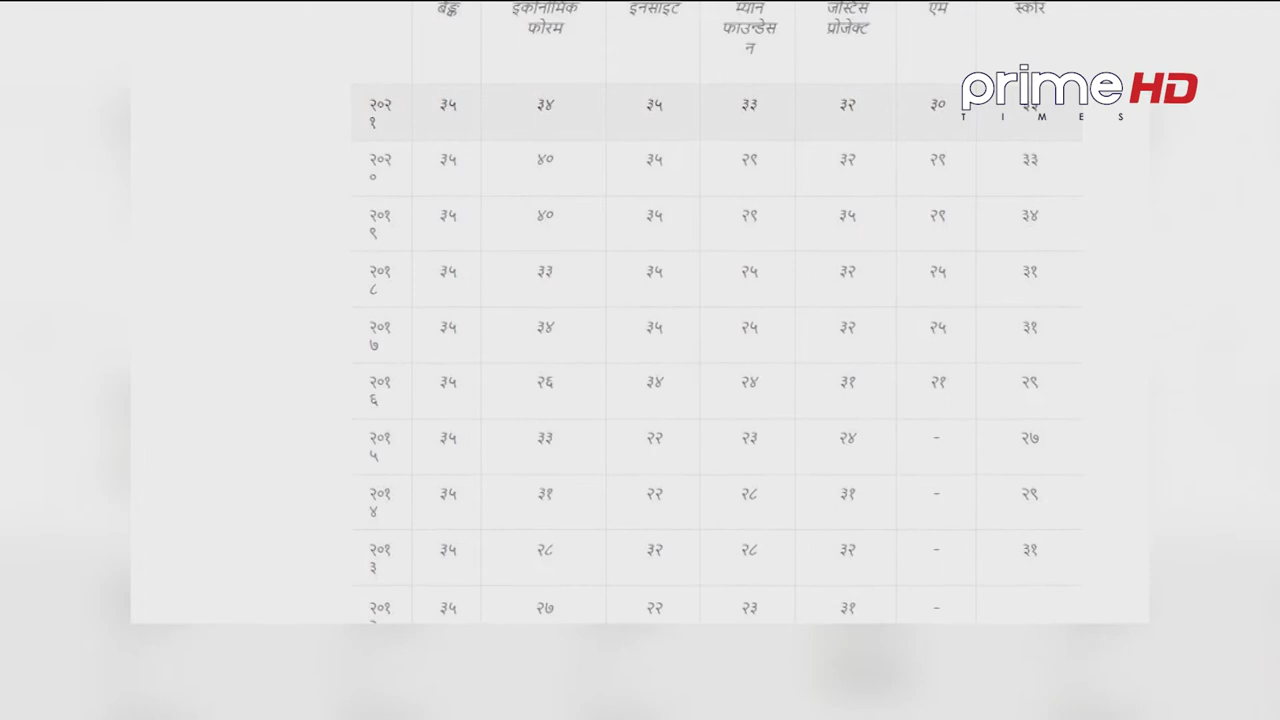 बैङ्क इकोनोमिक इनसाइट म्यान जस्टिस एम स्कोर
फोरम फाउन्डेस प्रोजेक्ट
न
prime HD
TIMES
२०२ ३५ ३४ ३५ ३३ ३२ ३०
१
२०२ ३५ ४० ३५ २९ ३२ २९ ३३
०
२०१ ३५ ४० ३५ २९ ३५ २९ ३४
९
२०१ ३५ ३३ ३५ २५ ३२ २५ ३१
८
२०१ ३५ ३४ ३५ २५ ३२ २५ ३१
७
२०१ ३५ २६ ३४ २४ ३१ २१ २९
६
२०१ ३५ ३३ २२ २३ २४ - २७
५
२०१ ३५ ३१ २२ २८ ३१ - २९
४
२०१ ३५ २८ ३२ २८ ३२ - ३१
३
२०१ ३५ २७ २२ २३ ३१ -